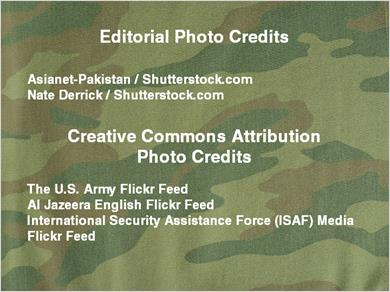 Editorial Photo Credits
Asianet-Pakistan / Shutterstock.com
Nate Derrick / Shutterstock.com
Creative Commons Attribution
Photo Credits
The U.S. Army Flickr Feed
Al Jazeera English Flickr Feed
International Security Assistance Force (ISAF) Media
Flickr Feed